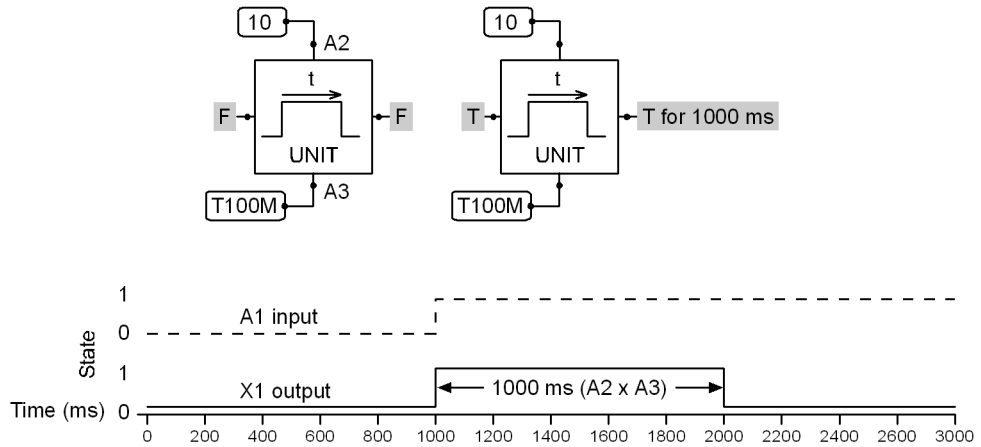 10 10
A2
t t
F F T T for 1000 ms
UNIT UNIT
A3
T100M T100M
1
A1 input
0
State
1
X1 output 1000 ms (A2 x A3)
Time (ms) 0
0 200 400 600 800 1000 1200 1400 1600 1800 2000 2200 2400 2600 3000